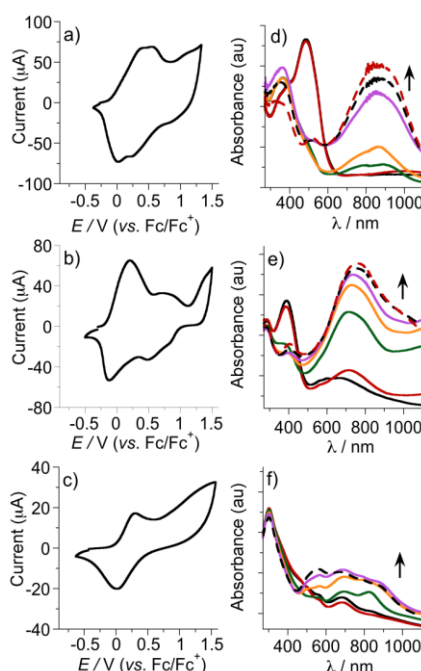 a)
Current (µA)
100
50
0
-50
-100
-1 -0.5 0 0.5 1
E / V (vs. Fc/Fc+)
d)
Absorbance (au)
400 600 800 1000
λ / nm
b)
Current (µA)
80
40
0
-40
-80
-1 -0.5 0 0.5 1 1.5
E / V (vs. Fc/Fc+)
e)
Absorbance (au)
400 600 800 1000
λ / nm
c)
Current (µA)
40
20
0
-20
-40
-1 -0.5 0 0.5 1 1.5
E / V (vs. Fc/Fc+)
f)
Absorbance (au)
400 600 800 1000
λ / nm